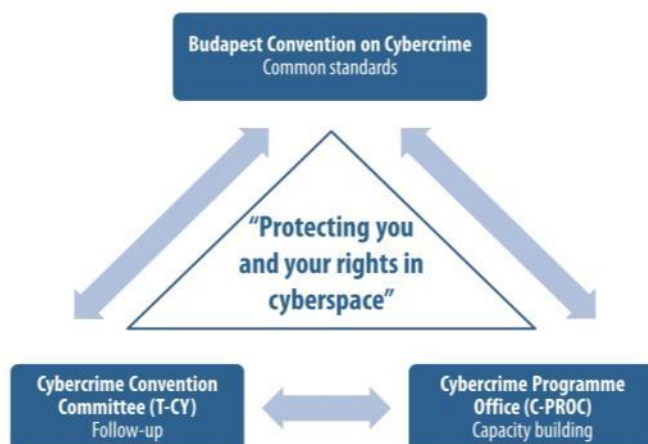 Budapest Convention on Cybercrime
Common standards
“Protecting you
and your rights in
cyberspace”
Cybercrime Convention
Committee (T-CY)
Follow-up
Cybercrime Programme
Office (C-PROC)
Capacity building